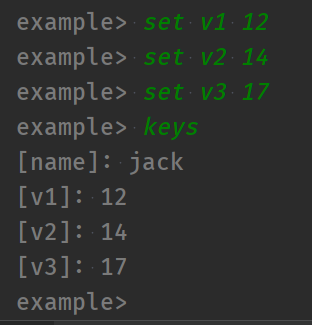 example> set v1 12
example> set v2 14
example> set v3 17
example> keys
[name]: jack
[v1]: 12
[v2]: 14
[v3]: 17
example>